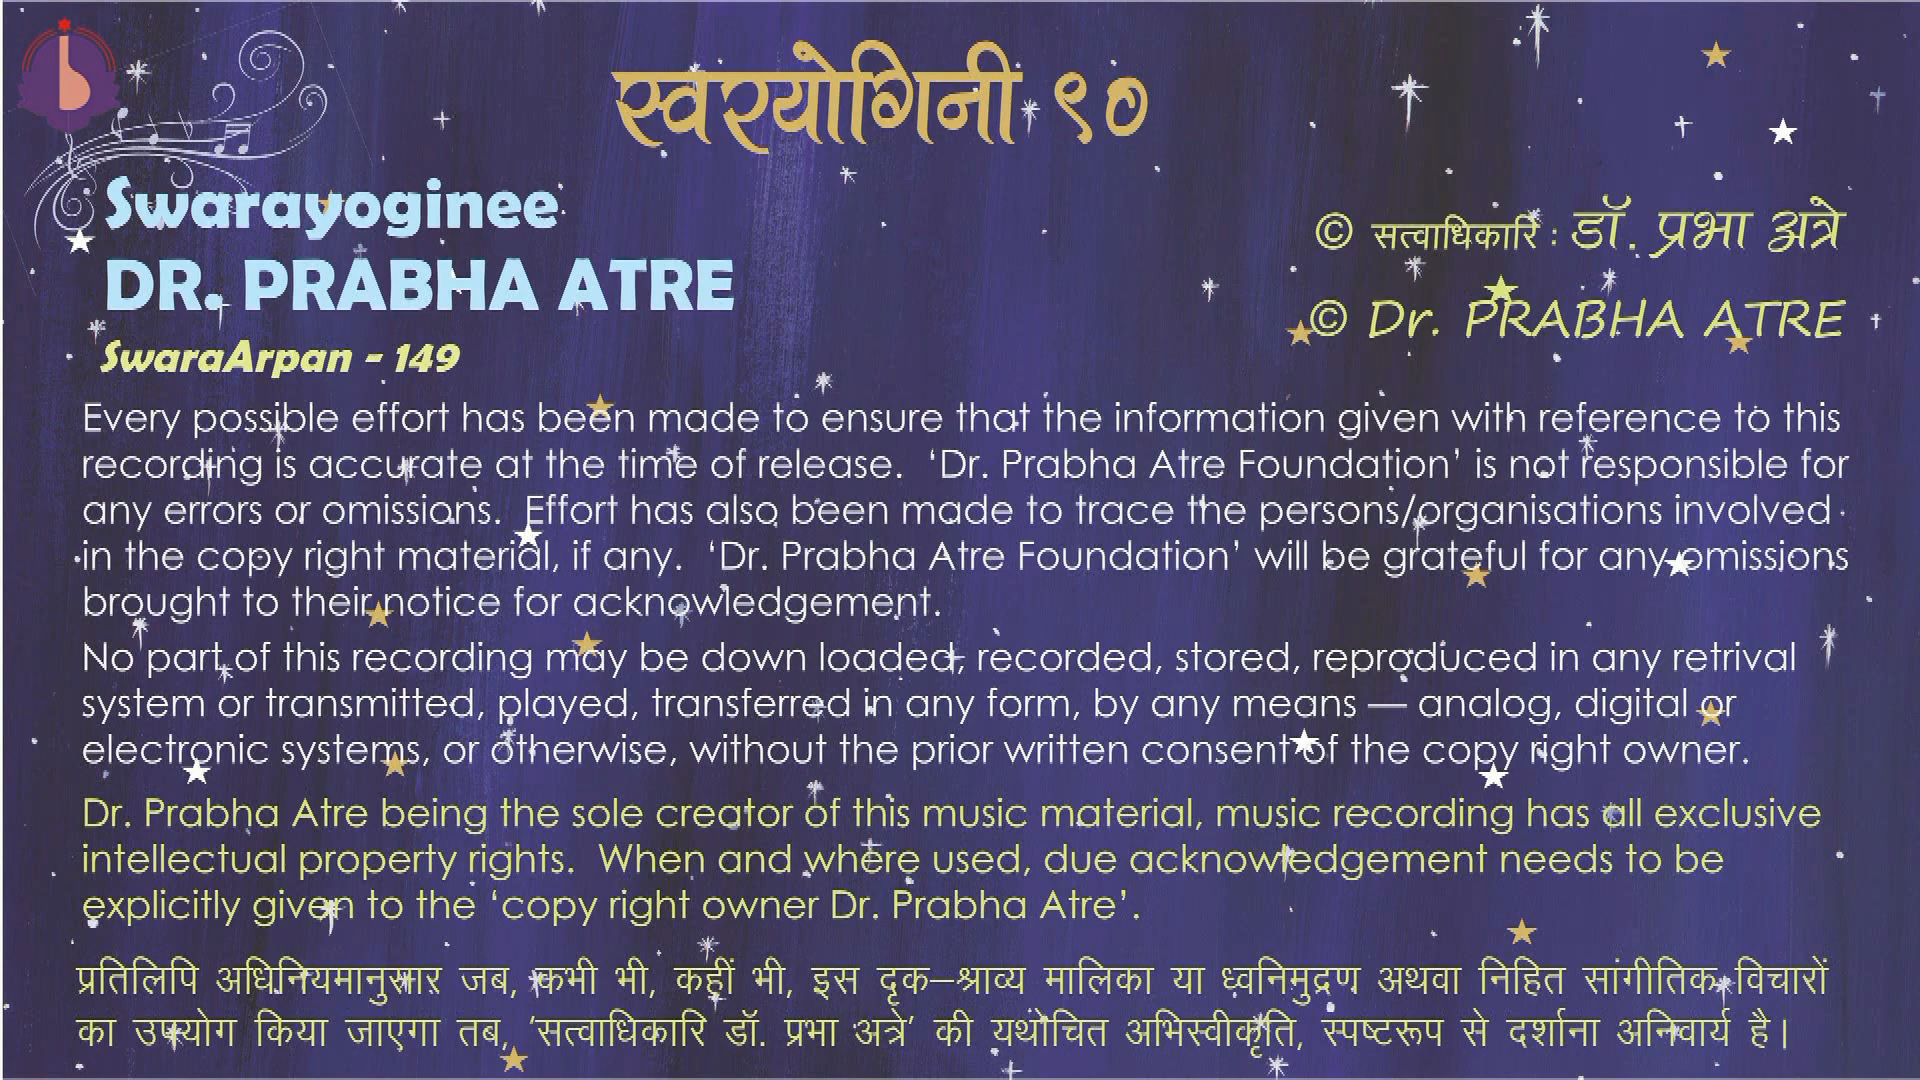 स्वरयोगिनी ९०
Swarayoginee
DR. PRABHA ATRE
SwaraArpan - 149
© सत्वाधिकारि : डॉ. प्रभा अत्रे
© Dr. PRABHA ATRE
Every possible effort has been made to ensure that the information given with reference to this
recording is accurate at the time of release.  ‘Dr. Prabha Atre Foundation’ is not responsible for
any errors or omissions.  Effort has also been made to trace the persons/organisations involved
in the copy right material, if any.  ‘Dr. Prabha Atre Foundation’ will be grateful for any omissions
brought to their notice for acknowledgement.
No part of this recording may be down loaded, recorded, stored, reproduced in any retrival
system or transmitted, played, transferred in any form, by any means — analog, digital or
electronic systems, or otherwise, without the prior written consent of the copy right owner.
Dr. Prabha Atre being the sole creator of this music material, music recording has all exclusive
intellectual property rights.  When and where used, due acknowledgement needs to be
explicitly given to the ‘copy right owner Dr. Prabha Atre’.
प्रतिलिपि अधिनियमानुसार जब, कभी भी, कहीं भी, इस दृक–श्राव्य मालिका या ध्वनिमुद्रण अथवा निहित सांगीतिक विचारों
का उपयोग किया जाएगा तब, ‘सत्वाधिकारि डॉ. प्रभा अत्रे’ की यथोचित अभिस्वीकृति, स्पष्टरूप से दर्शाना अनिवार्य है।